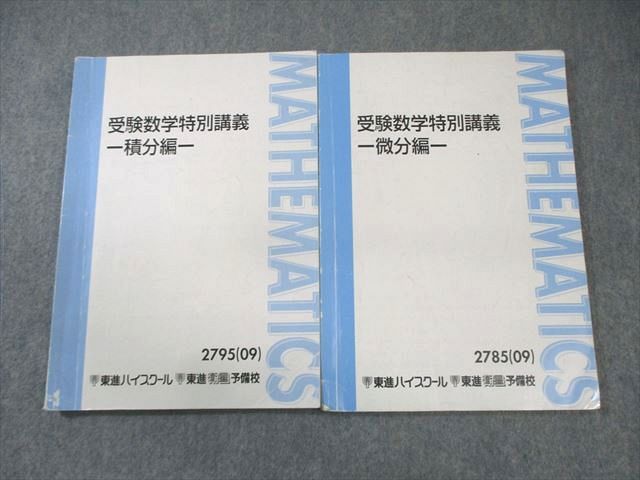 受験数学特別講義
ー積分編ー
MATHEMATICS
2795(09)
東進ハイスクール 東進衛星予備校
受験数学特別講義
ー微分編ー
MATHEMATICS
2785(09)
東進ハイスクール 東進衛星予備校